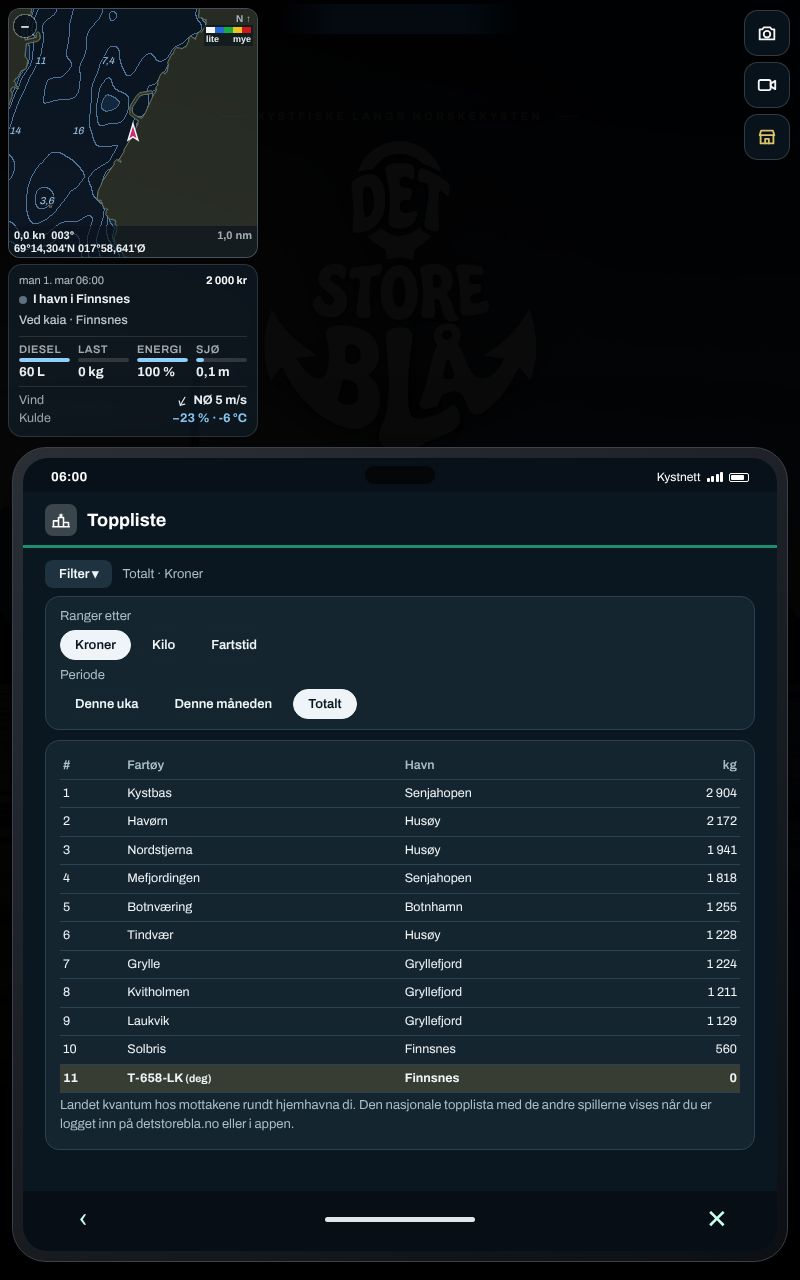 N ↑
lite mye
11
7,4
14
16
3,6
0,0 kn 003° 1,0 nm
69°14,304'N 017°58,641'Ø
KYSTFISKE LANGS NORSKEKYSTEN
DET
STORE
BLÅ
man 1. mar 06:00 2 000 kr
I havn i Finnsnes
Ved kaia · Finnsnes
DIESEL LAST ENERGI SJØ
60 L 0 kg 100 % 0,1 m
Vind ↙ NØ 5 m/s
Kulde −23 % · -6 °C
06:00 Kystnett
Toppliste
Filter ▾ Totalt · Kroner
Ranger etter
Kroner Kilo Fartstid
Periode
Denne uka Denne måneden Totalt
# Fartøy Havn kg
1 Kystbas Senjahopen 2 904
2 Havørn Husøy 2 172
3 Nordstjerna Husøy 1 941
4 Mefjordingen Senjahopen 1 818
5 Botnværing Botnhamn 1 255
6 Tindvær Husøy 1 228
7 Grylle Gryllefjord 1 224
8 Kvitholmen Gryllefjord 1 211
9 Laukvik Gryllefjord 1 129
10 Solbris Finnsnes 560
11 T-658-LK (deg) Finnsnes 0
Landet kvantum hos mottakene rundt hjemhavna di. Den nasjonale topplista med de andre spillerne vises når du er
logget inn på detstorebla.no eller i appen.